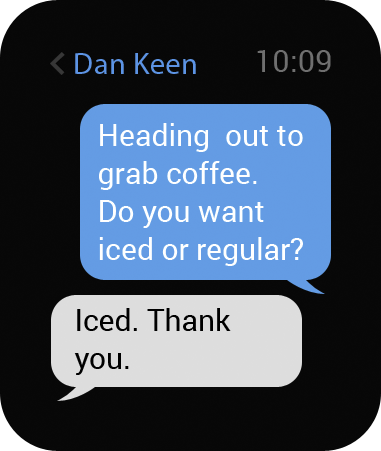 Dan Keen 10:09
Heading  out to
grab coffee.
Do you want
iced or regular?
Iced. Thank
you.